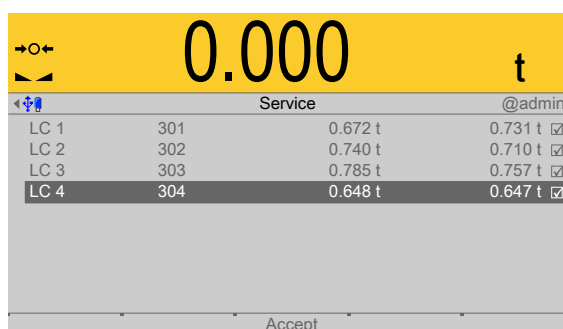 0.000 t
Service @admin
LC 1 301 0.672 t 0.731 t
LC 2 302 0.740 t 0.710 t
LC 3 303 0.785 t 0.757 t
LC 4 304 0.648 t 0.647 t
Accept